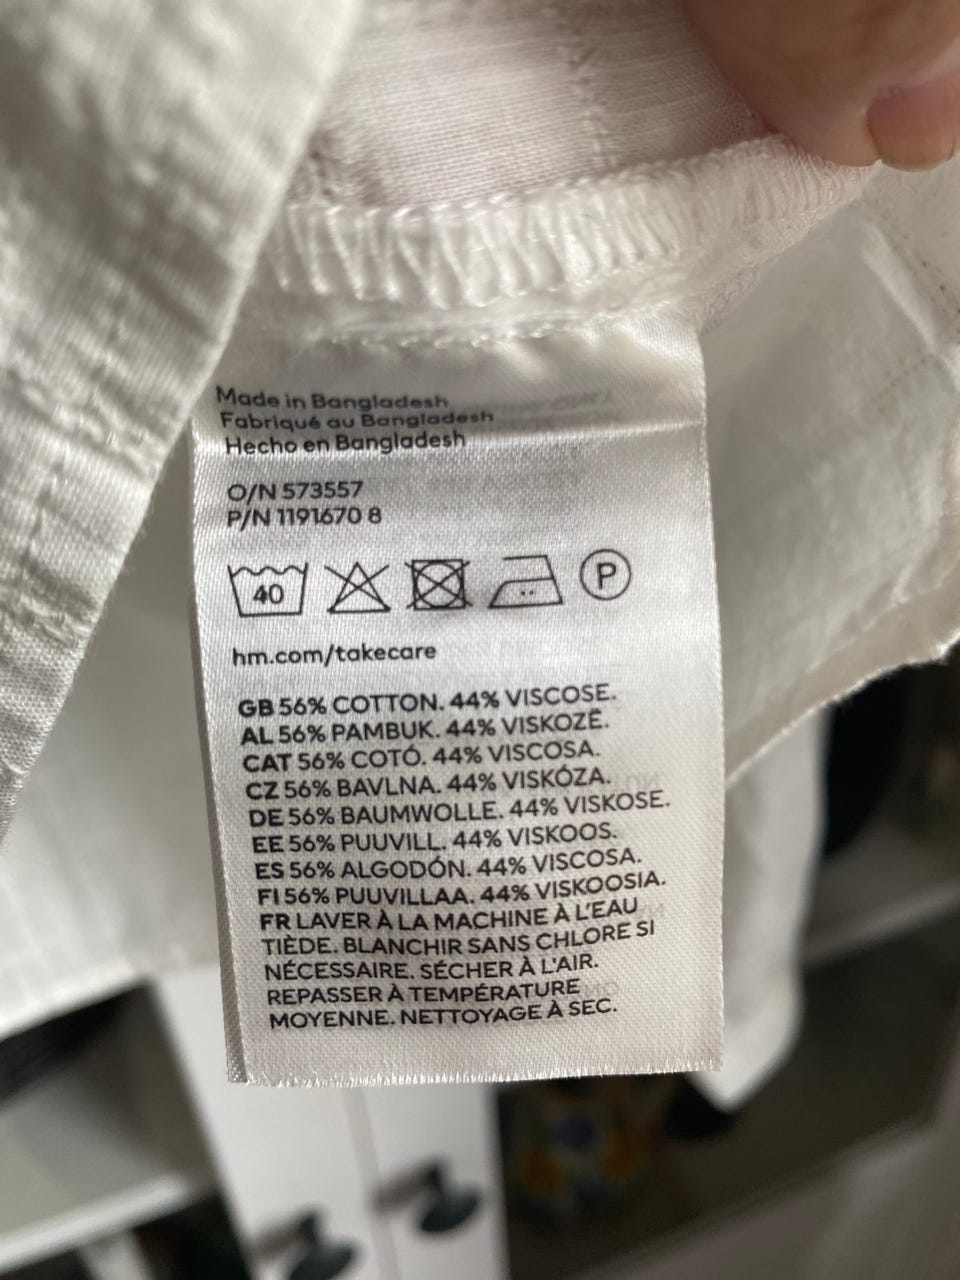 Made in Bangladesh
Fabriqué au Bangladesh
Hecho en Bangladesh
O/N 573557
P/N 1191670 8
40 P
hm.com/takecare
GB 56% COTTON. 44% VISCOSE.
AL 56% PAMBUK. 44% VISKOZË.
CAT 56% COTÓ. 44% VISCOSA.
CZ 56% BAVLNA. 44% VISKÓZA.
DE 56% BAUMWOLLE. 44% VISKOSE.
EE 56% PUUVILL. 44% VISKOOS.
ES 56% ALGODÓN. 44% VISCOSA.
FI 56% PUUVILLAA. 44% VISKOOSIA.
FR LAVER À LA MACHINE À L'EAU
TIÈDE. BLANCHIR SANS CHLORE SI
NÉCESSAIRE. SÉCHER À L'AIR.
REPASSER À TEMPÉRATURE
MOYENNE. NETTOYAGE À SEC.